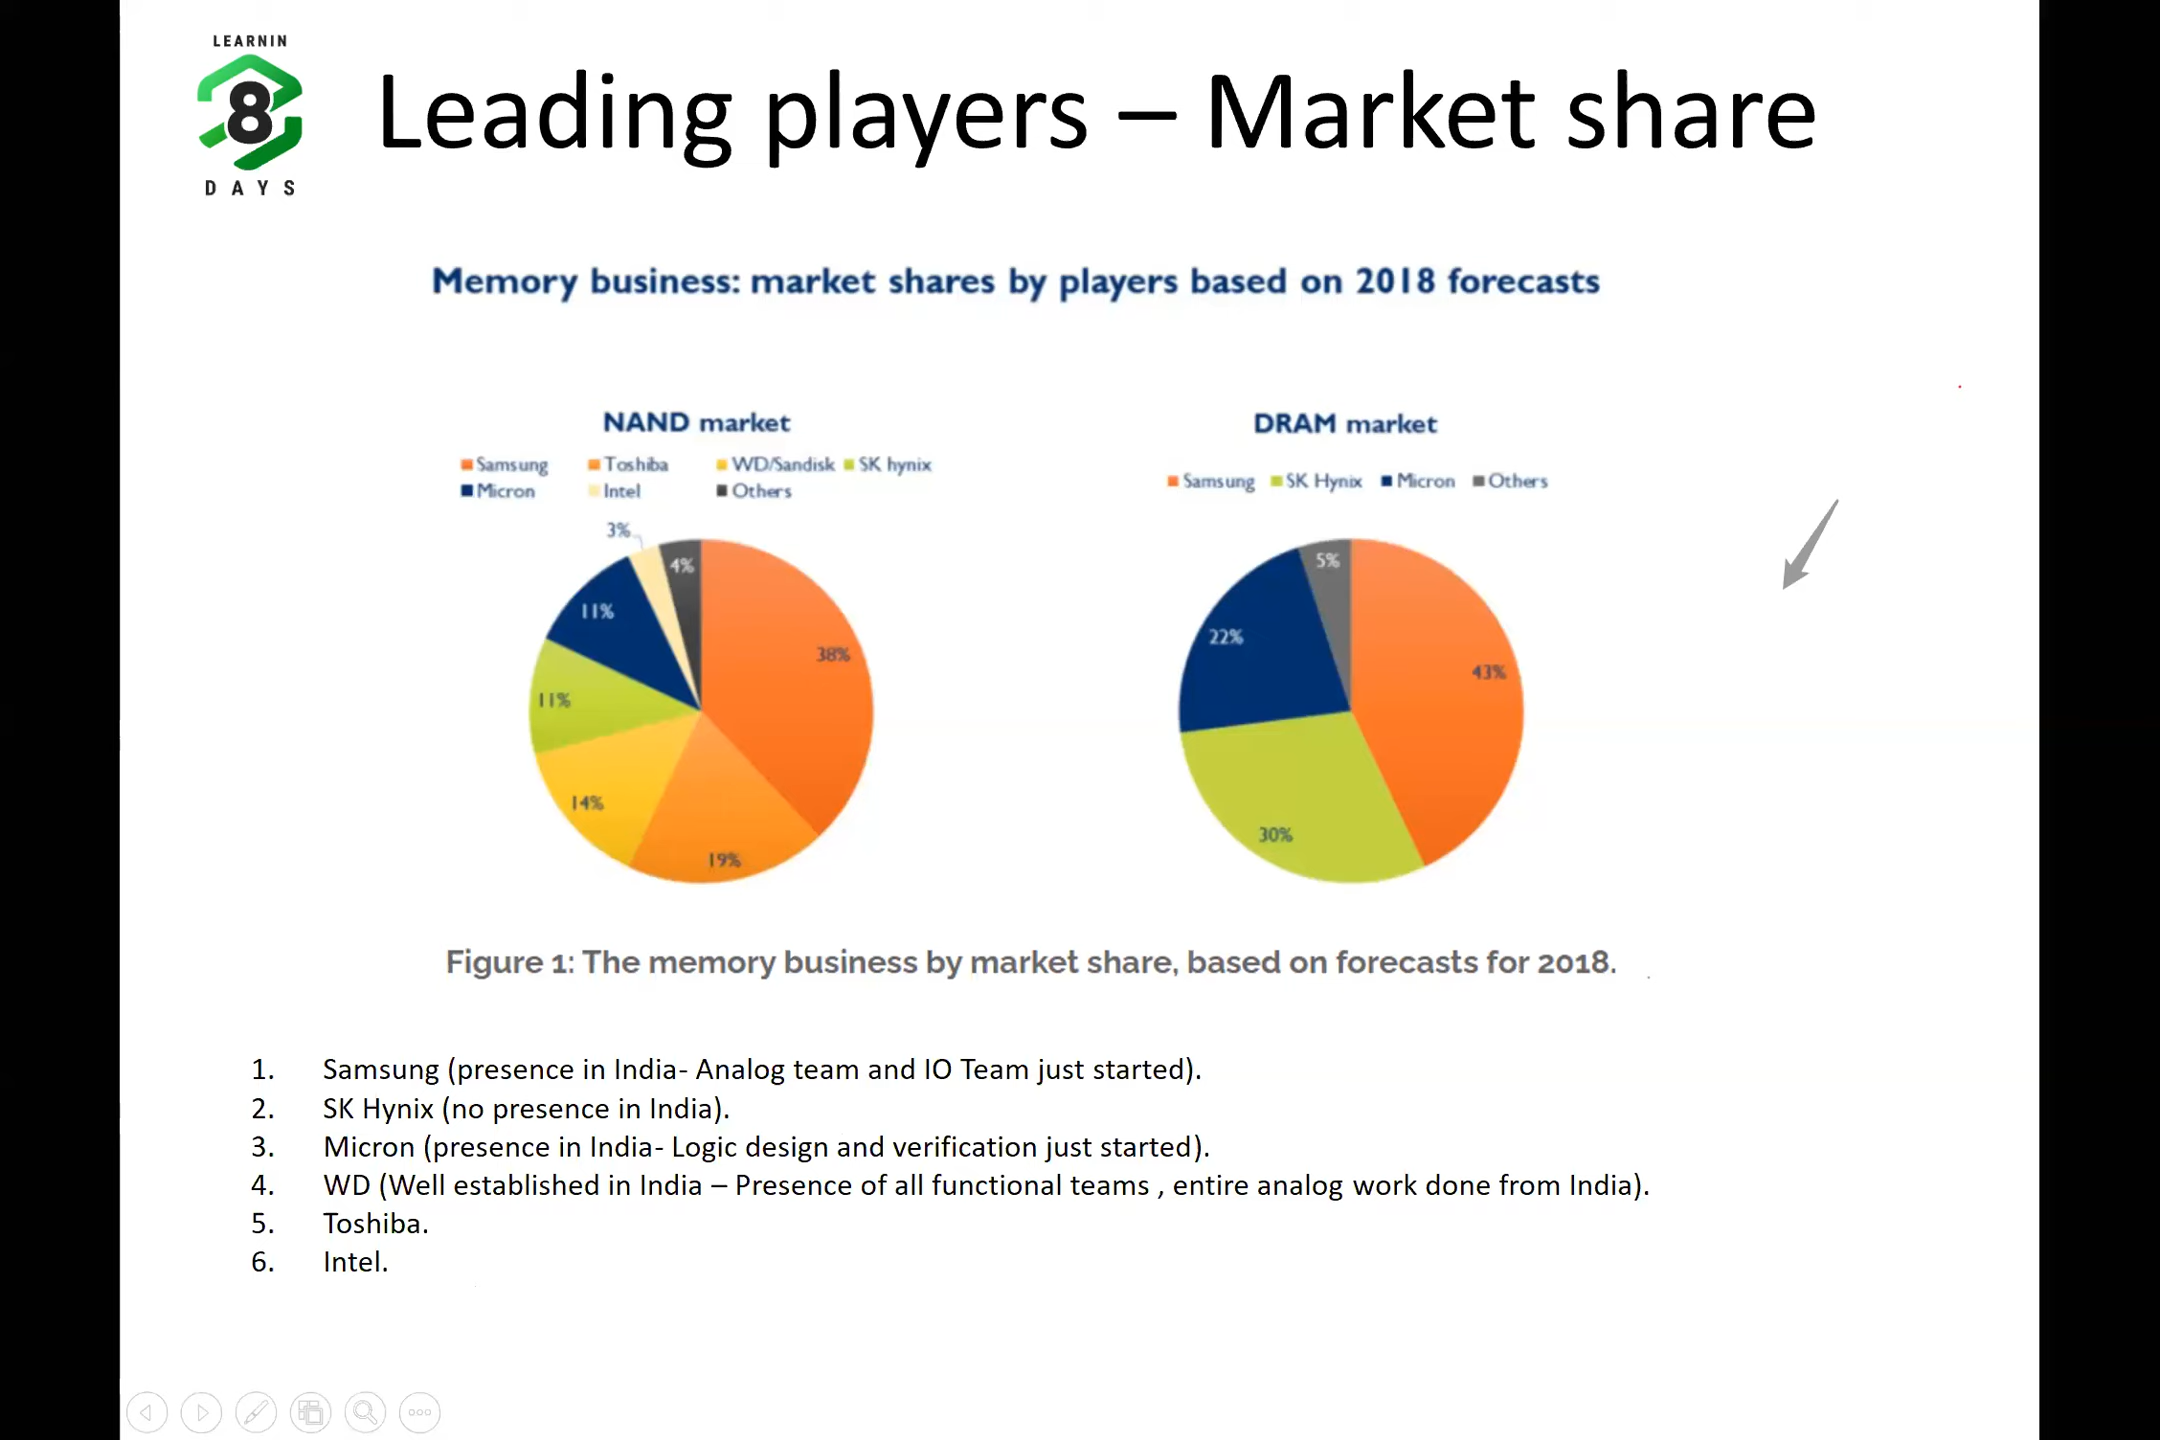 LEARNIN
8
DAYS
Leading players – Market share
Memory business: market shares by players based on 2018 forecasts
NAND market
Samsung Toshiba WD/Sandisk SK hynix
Micron Intel Others
3%
4%
11%
38%
11%
14%
19%
DRAM market
Samsung SK Hynix Micron Others
5%
22%
43%
30%
Figure 1: The memory business by market share, based on forecasts for 2018.
1. Samsung (presence in India- Analog team and IO Team just started).
2. SK Hynix (no presence in India).
3. Micron (presence in India- Logic design and verification just started).
4. WD (Well established in India – Presence of all functional teams , entire analog work done from India).
5. Toshiba.
6. Intel.